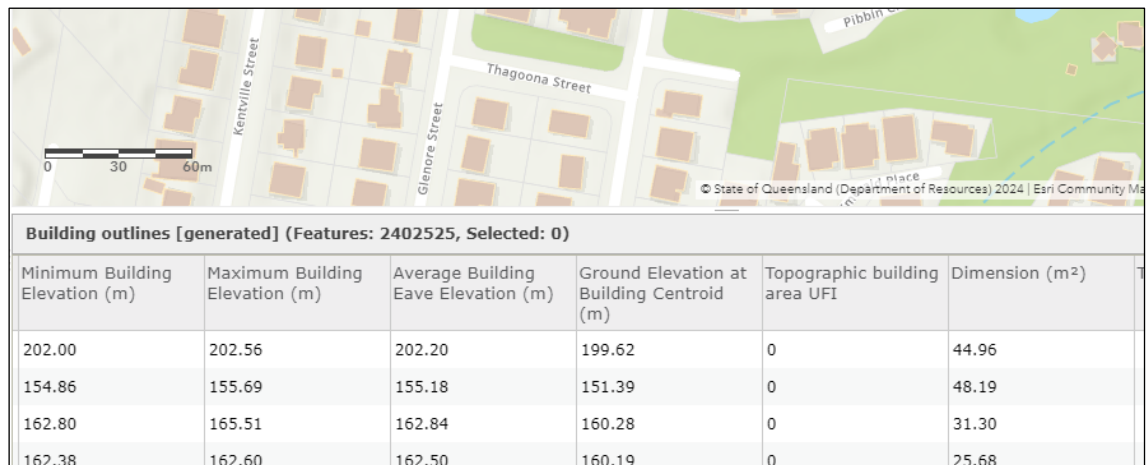 Pibbin
Kentville Street
Thagoona Street
Glenore Street
0 30 60m
Place
© State of Queensland (Department of Resources) 2024 | Esri Community Ma
Building outlines [generated] (Features: 2402525, Selected: 0)
Minimum Building Elevation (m)
Maximum Building Elevation (m)
Average Building Eave Elevation (m)
Ground Elevation at Building Centroid (m)
Topographic building area UFI
Dimension (m²)
T
202.00 202.56 202.20 199.62 0 44.96
154.86 155.69 155.18 151.39 0 48.19
162.80 165.51 162.84 160.28 0 31.30
162.38 162.60 162.50 160.19 0 25.68